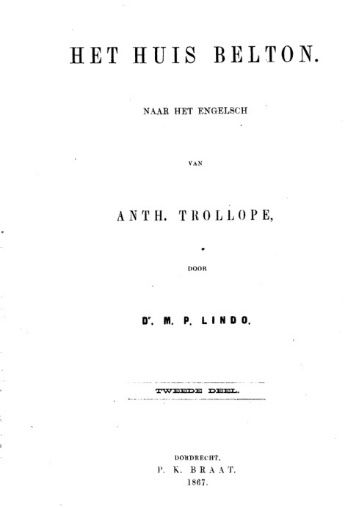 HET HUIS BELTON.
NAAR HET ENGELSCH
VAN
ANTH. TROLLOPE,
DOOR
Dr. M. P. LINDO.
TWEEDE DEEL.
DORDRECHT,
P. K. BRAAT.
1867.